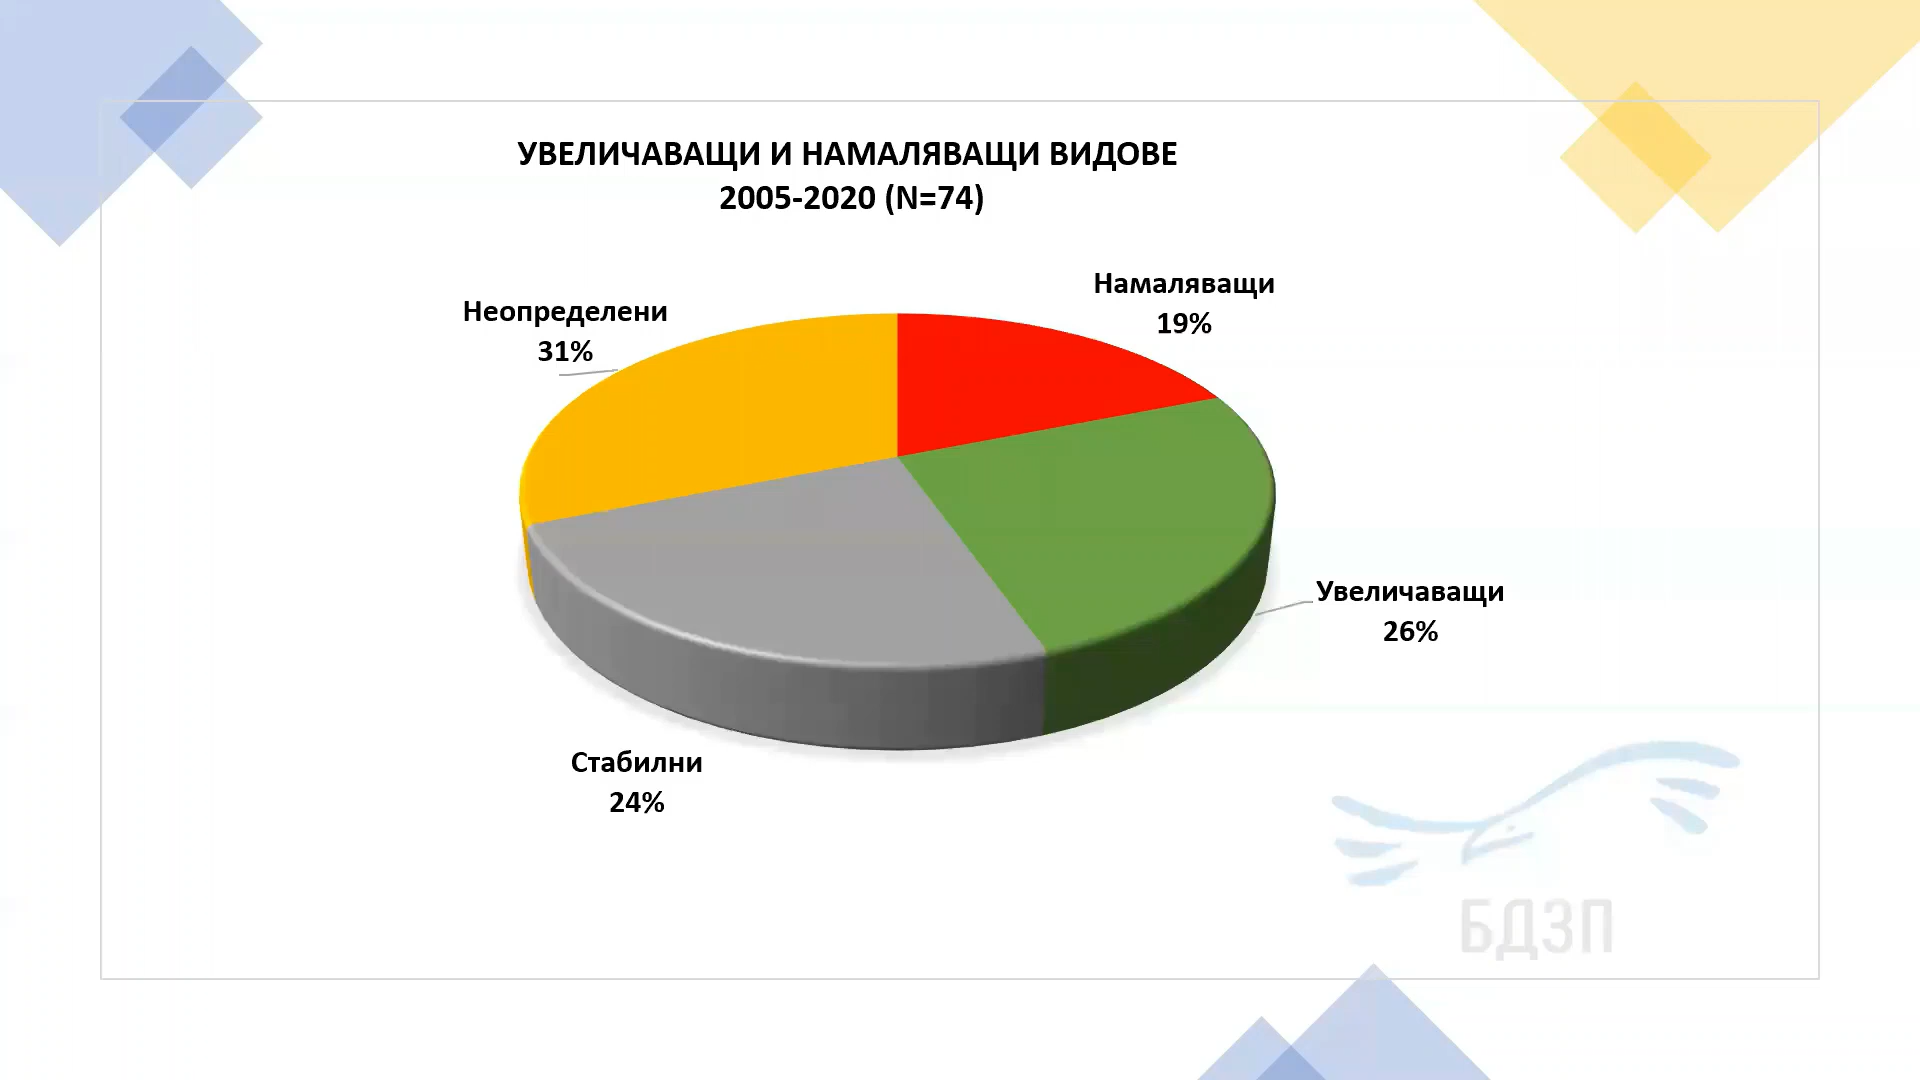 УВЕЛИЧАВАЩИ И НАМАЛЯВАЩИ ВИДОВЕ
2005-2020 (N=74)
Намаляващи
19%
Неопределени
31%
Увеличаващи
26%
Стабилни
24%
БДЗП